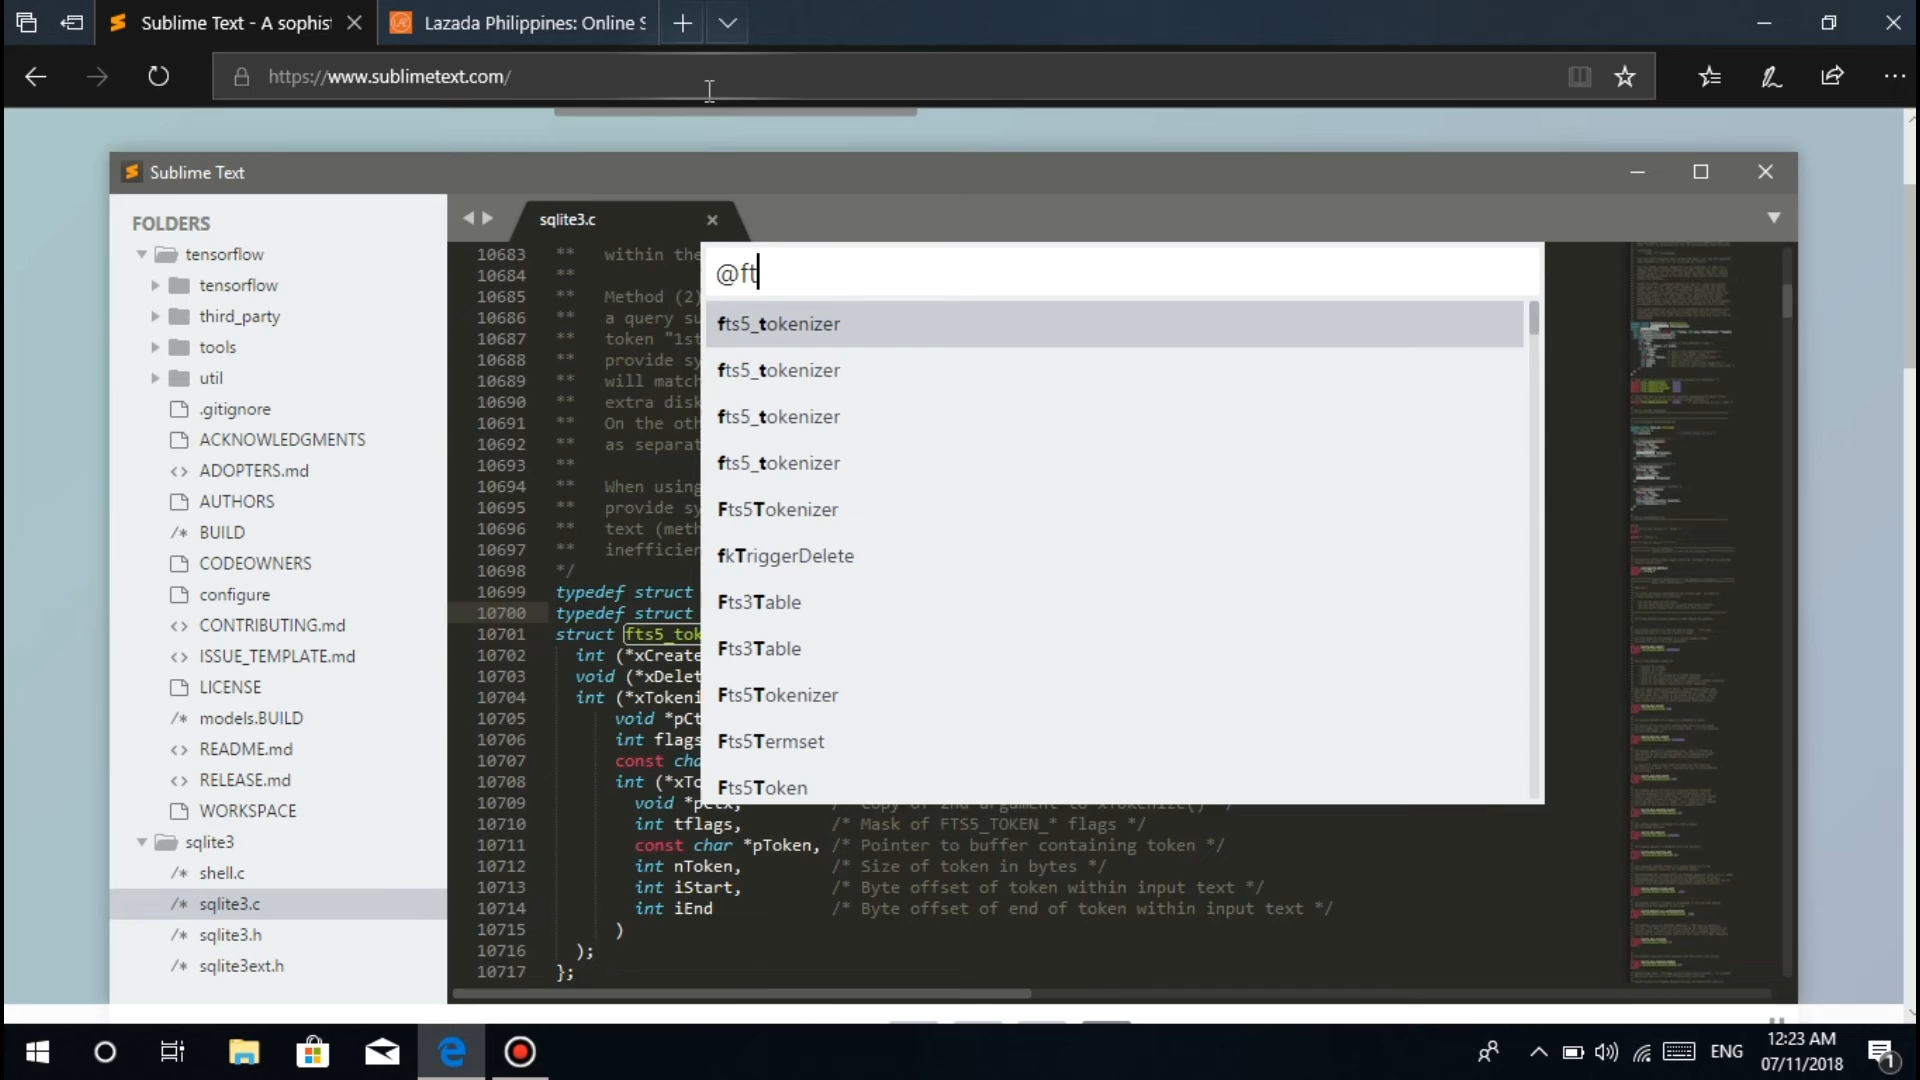 Sublime Text - A sophis
Lazada Philippines: Online S
https://www.sublimetext.com/
Sublime Text
FOLDERS
tensorflow
tensorflow
third_party
tools
util
.gitignore
ACKNOWLEDGMENTS
<> ADOPTERS.md
AUTHORS
/* BUILD
CODEOWNERS
configure
<> CONTRIBUTING.md
<> ISSUE_TEMPLATE.md
LICENSE
/* models.BUILD
<> README.md
<> RELEASE.md
WORKSPACE
sqlite3
/* shell.c
/* sqlite3.c
/* sqlite3.h
/* sqlite3ext.h
sqlite3.c
@ft
fts5_tokenizer
fts5_tokenizer
fts5_tokenizer
fts5_tokenizer
Fts5Tokenizer
fkTriggerDelete
Fts3Table
Fts3Table
Fts5Tokenizer
Fts5Termset
Fts5Token
10683 ** within the
10684 **
10685 ** Method (2)
10686 ** a query su
10687 ** token "1st
10688 ** provide sy
10689 ** will match
10690 ** extra disk
10691 ** On the oth
10692 ** as separat
10693 **
10694 ** When using
10695 ** provide sy
10696 ** text (meth
10697 ** inefficien
10698 */
10699 typedef struct
10700 typedef struct
10701 struct fts5_tok
10702 int (*xCreate
10703 void (*xDelet
10704 int (*xTokeni
10705 void *pCt
10706 int flags
10707 const cha
10708 int (*xTo
10709 void *pCtx, /* Copy of 2nd argument to xTokenize() */
10710 int tflags, /* Mask of FTS5_TOKEN_* flags */
10711 const char *pToken, /* Pointer to buffer containing token */
10712 int nToken, /* Size of token in bytes */
10713 int iStart, /* Byte offset of token within input text */
10714 int iEnd /* Byte offset of end of token within input text */
10715 )
10716 );
10717 };
ENG
12:23 AM
07/11/2018
1